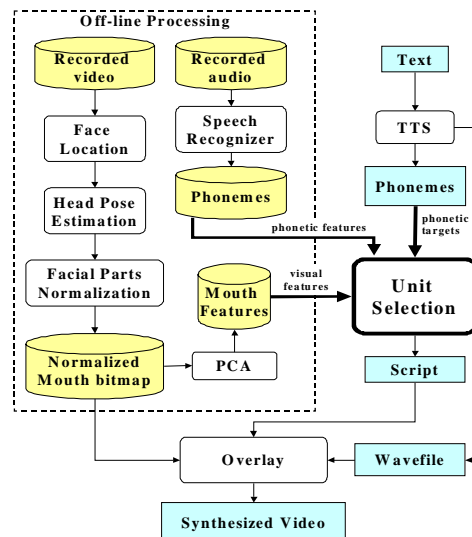 Off-line Processing
Recorded
video
Recorded
audio
Text
Face
Location
Speech
Recognizer
TTS
Head Pose
Estimation
Phonemes
Phonemes
phonetic features
phonetic
targets
Facial Parts
Normalization
Mouth
Features
visual
features
Unit
Selection
Normalized
Mouth bitmap
PCA
Script
Overlay
Wavefile
Synthesized Video